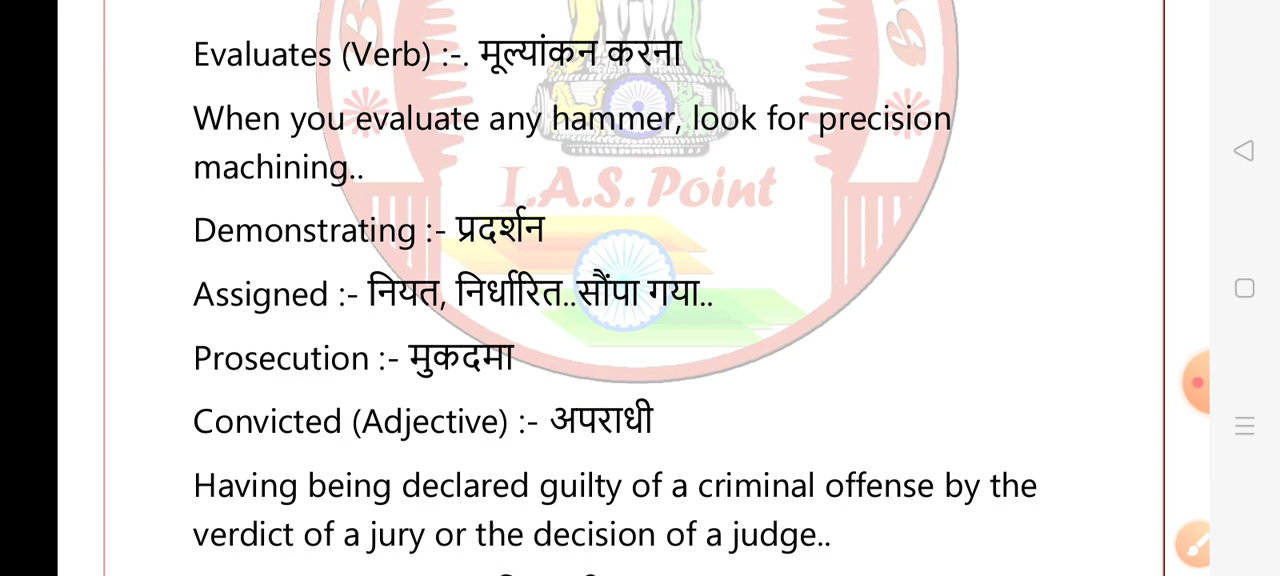 Evaluates (Verb) :-. मूल्यांकन करना
When you evaluate any hammer, look for precision
machining..
I.A.S. Point
Demonstrating :- प्रदर्शन
Assigned :- नियत, निर्धारित..सौंपा गया..
Prosecution :- मुकदमा
Convicted (Adjective) :- अपराधी
Having being declared guilty of a criminal offense by the
verdict of a jury or the decision of a judge..